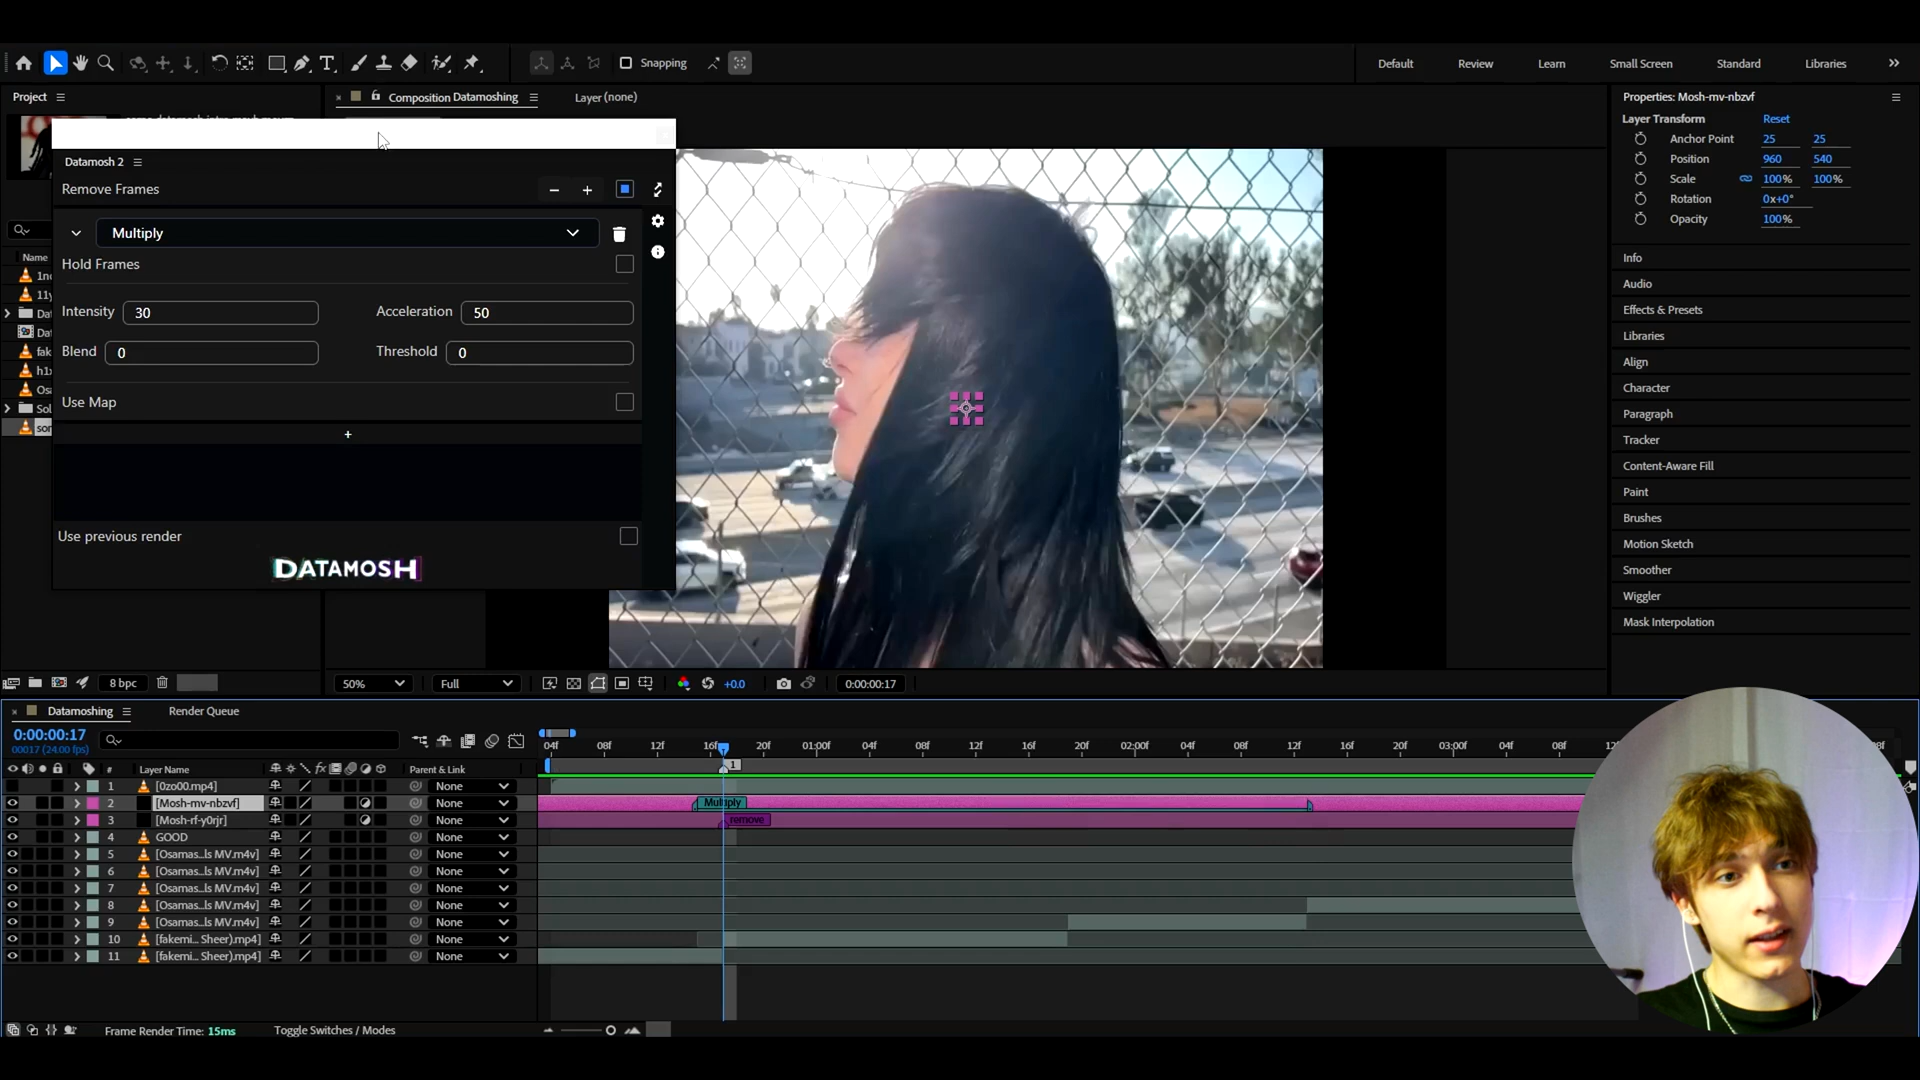 Snapping
Default
Review
Learn
Small Screen
Standard
Libraries
Project
Composition Datamoshing
Layer (none)
Properties: Mosh-mv-nbzvf
Layer Transform
Reset
Anchor Point 25 25
Position 960 540
Scale 100% 100%
Rotation 0x+0°
Opacity 100%
Datamosh 2
Remove Frames
Multiply
Hold Frames
Intensity 30
Acceleration 50
Blend 0
Threshold 0
Use Map
+
Use previous render
DATAMOSH
Name
1n
11y
Da
Da
fak
h1x
Os
Sol
sor
Info
Audio
Effects & Presets
Libraries
Align
Character
Paragraph
Tracker
Content-Aware Fill
Paint
Brushes
Motion Sketch
Smoother
Wiggler
Mask Interpolation
8 bpc
50%
Full
+0.0
0:00:00:17
Datamoshing
Render Queue
0:00:00:17
00017 (24.00 fps)
04f 08f 12f 16f 20f 01:00f 04f 08f 12f 16f 20f 02:00f 04f 08f 12f 16f 20f 03:00f 04f 08f
1
# Layer Name
Parent & Link
1 [0zo00.mp4] None
2 [Mosh-mv-nbzvf] None Multiply
3 [Mosh-rf-y0rjr] None remove
4 GOOD None
5 [Osamas...ls MV.m4v] None
6 [Osamas...ls MV.m4v] None
7 [Osamas...ls MV.m4v] None
8 [Osamas...ls MV.m4v] None
9 [Osamas...ls MV.m4v] None
10 [fakemi... Sheer).mp4] None
11 [fakemi... Sheer).mp4] None
Frame Render Time: 15ms
Toggle Switches / Modes